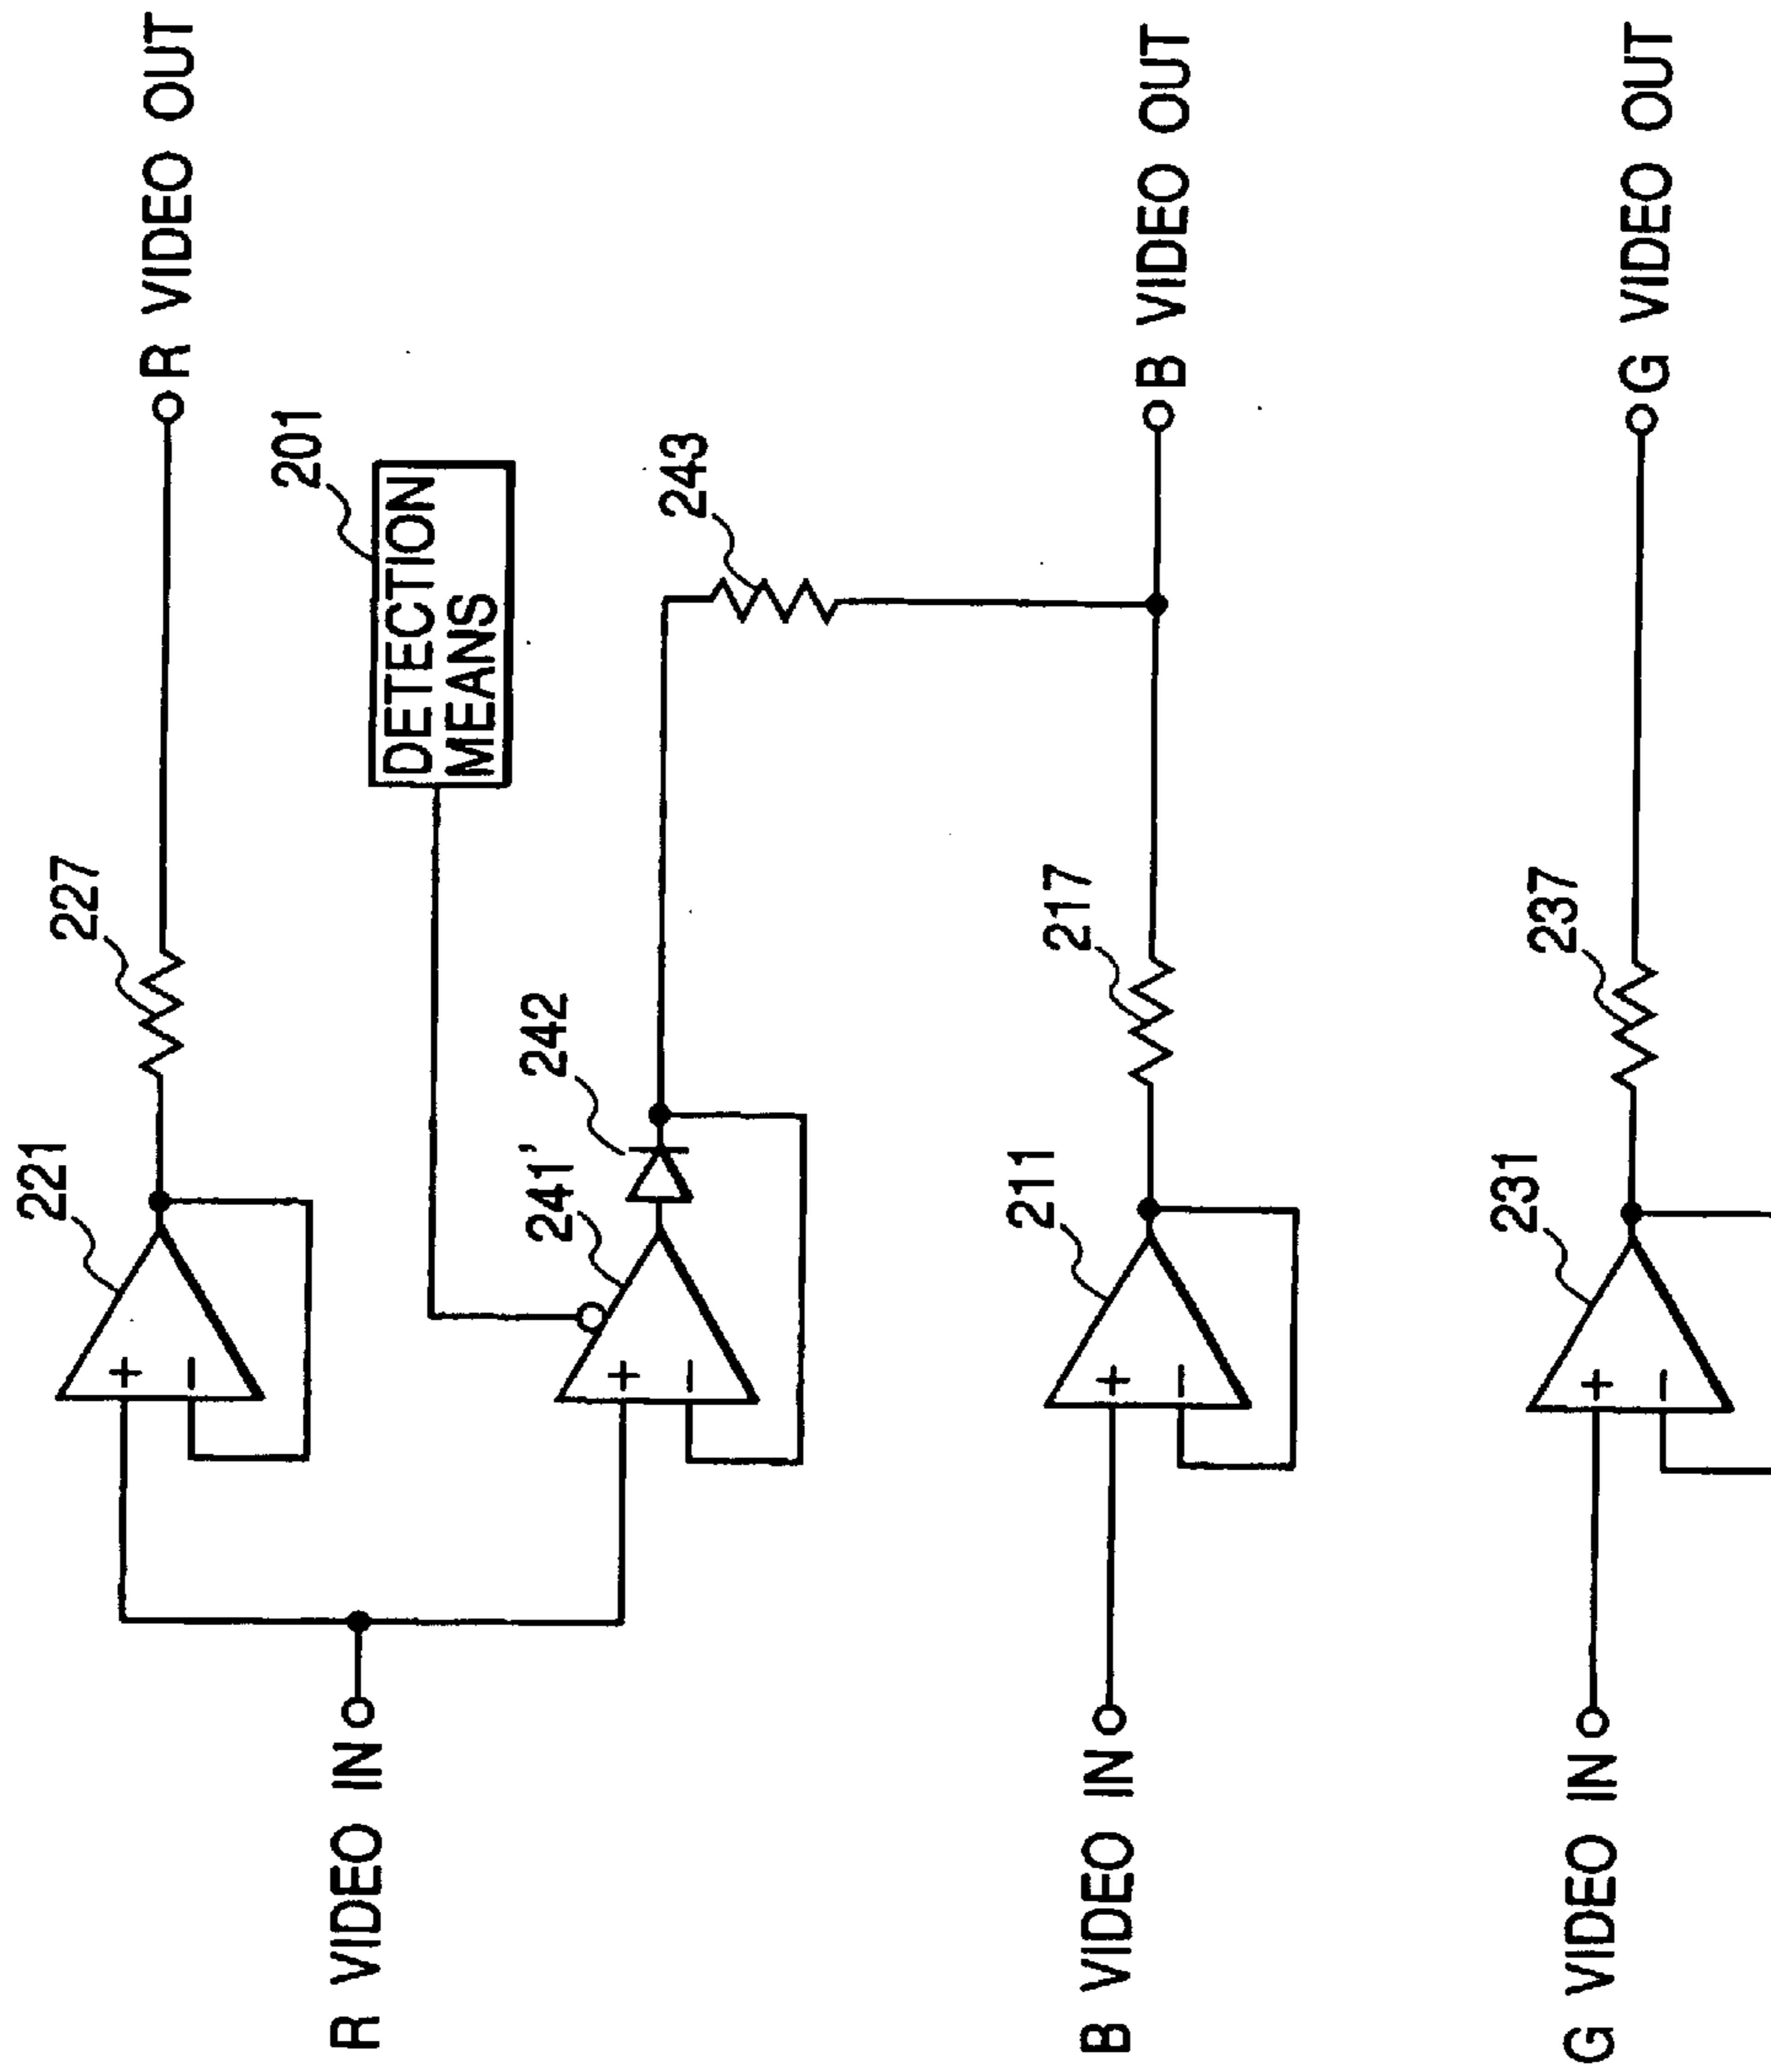 R VIDEO IN
221
+
−
227
R VIDEO OUT
201
DETECTION
MEANS
241'
+
−
242
243
B VIDEO IN
211
+
−
217
B VIDEO OUT
G VIDEO IN
231
+
−
237
G VIDEO OUT